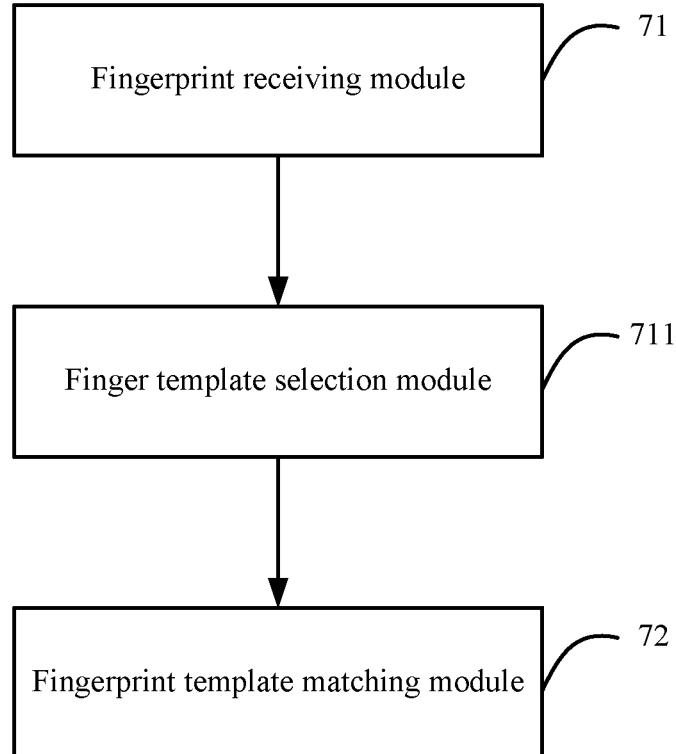 71
Fingerprint receiving module
711
Finger template selection module
72
Fingerprint template matching module